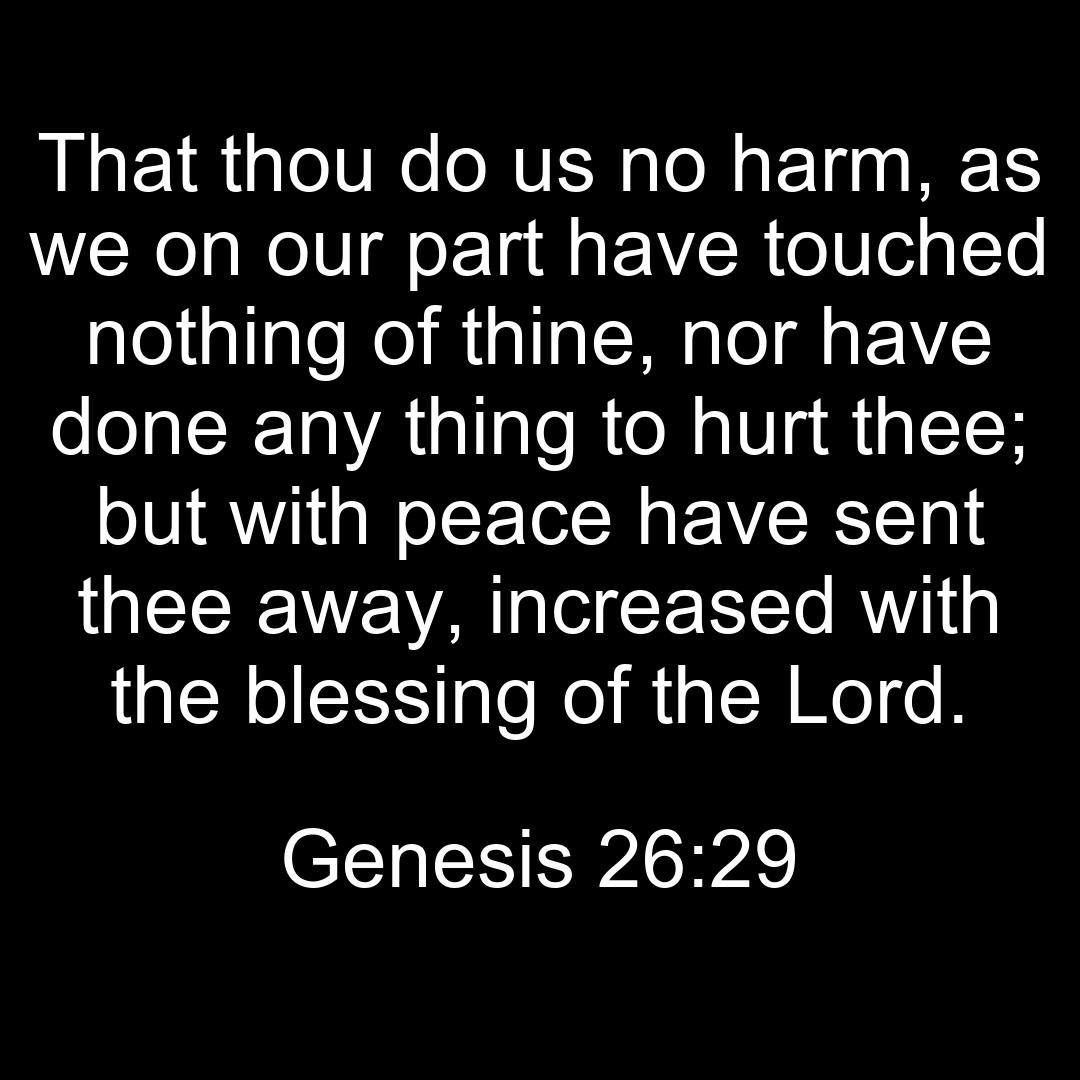 That thou do us no harm, as
we on our part have touched
nothing of thine, nor have
done any thing to hurt thee;
but with peace have sent
thee away, increased with
the blessing of the Lord.
Genesis 26:29